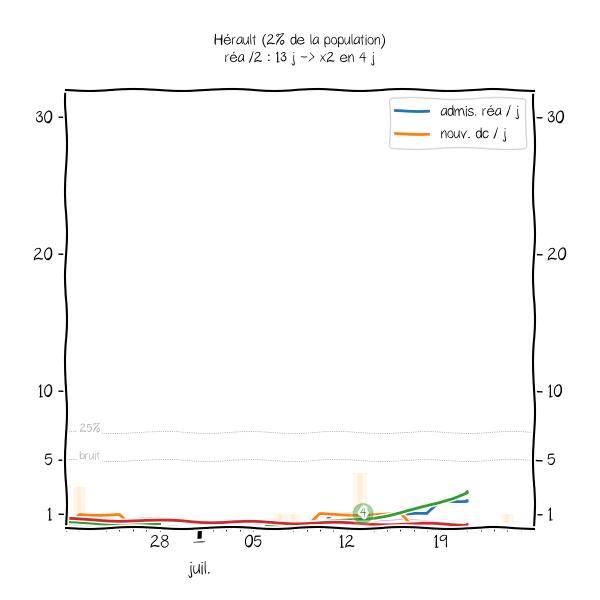 Hérault (2% de la population)
réa /2 : 13 j -> x2 en 4 j
admis. réa / j
nouv. dc / j
30
30
20
20
10
10
25%
5
bruit
5
1
4
1
28
1
05
12
19
juil.